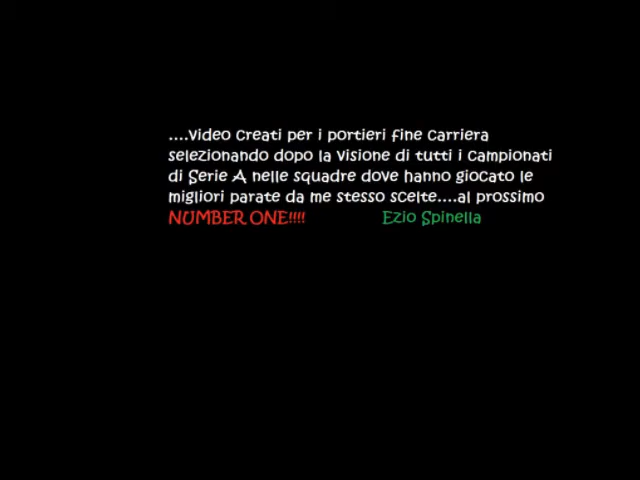 ....Video creati per i portieri fine carriera
selezionando dopo la visione di tutti i campionati
di Serie A nelle squadre dove hanno giocato le
migliori parate da me stesso scelte....al prossimo
NUMBER ONE!!!! Ezio Spinella